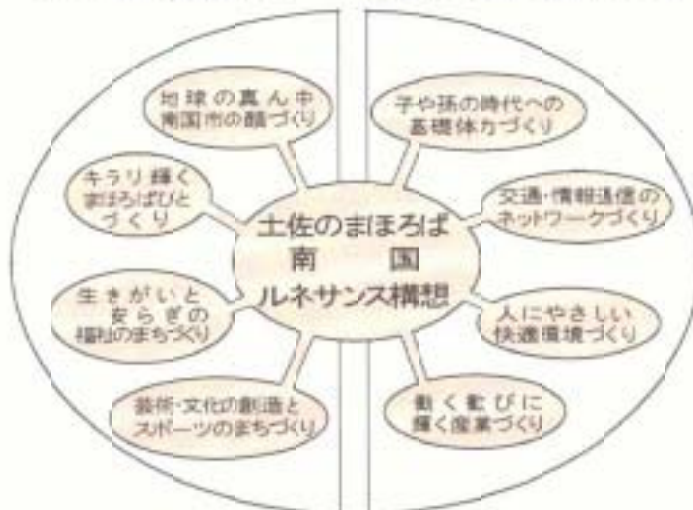 地球の真ん中
南国市の顔づくり
子や孫の時代への
基礎体力づくり
キラリ輝く
まほろばびと
づくり
交通・情報通信の
ネットワークづくり
土佐のまほろば
南国
ルネサンス構想
生きがいと
安らぎの
福祉のまちづくり
人にやさしい
快適環境づくり
芸術・文化の創造と
スポーツのまちづくり
働く歓びに
輝く産業づくり